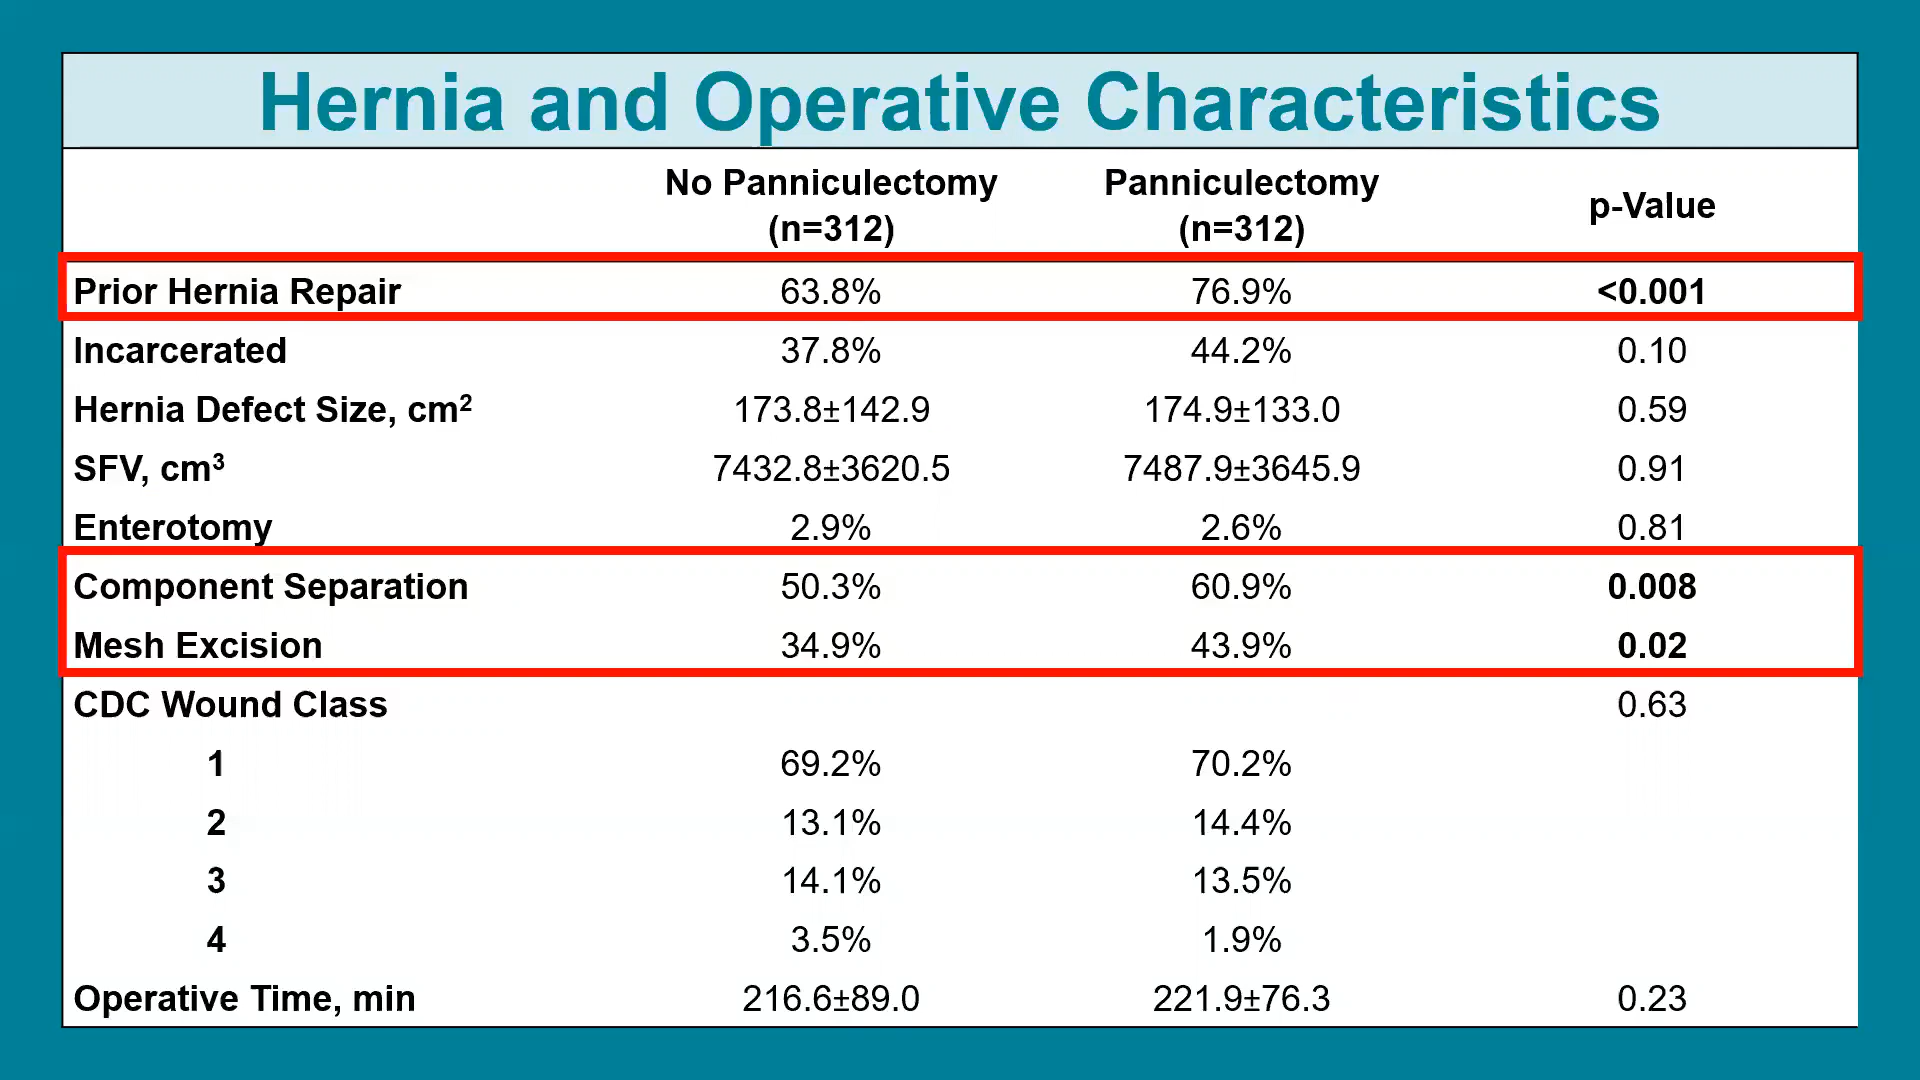 Hernia and Operative Characteristics
No Panniculectomy Panniculectomy p-Value
(n=312) (n=312)
Prior Hernia Repair 63.8% 76.9% <0.001
Incarcerated 37.8% 44.2% 0.10
Hernia Defect Size, cm² 173.8±142.9 174.9±133.0 0.59
SFV, cm³ 7432.8±3620.5 7487.9±3645.9 0.91
Enterotomy 2.9% 2.6% 0.81
Component Separation 50.3% 60.9% 0.008
Mesh Excision 34.9% 43.9% 0.02
CDC Wound Class 0.63
1 69.2% 70.2%
2 13.1% 14.4%
3 14.1% 13.5%
4 3.5% 1.9%
Operative Time, min 216.6±89.0 221.9±76.3 0.23